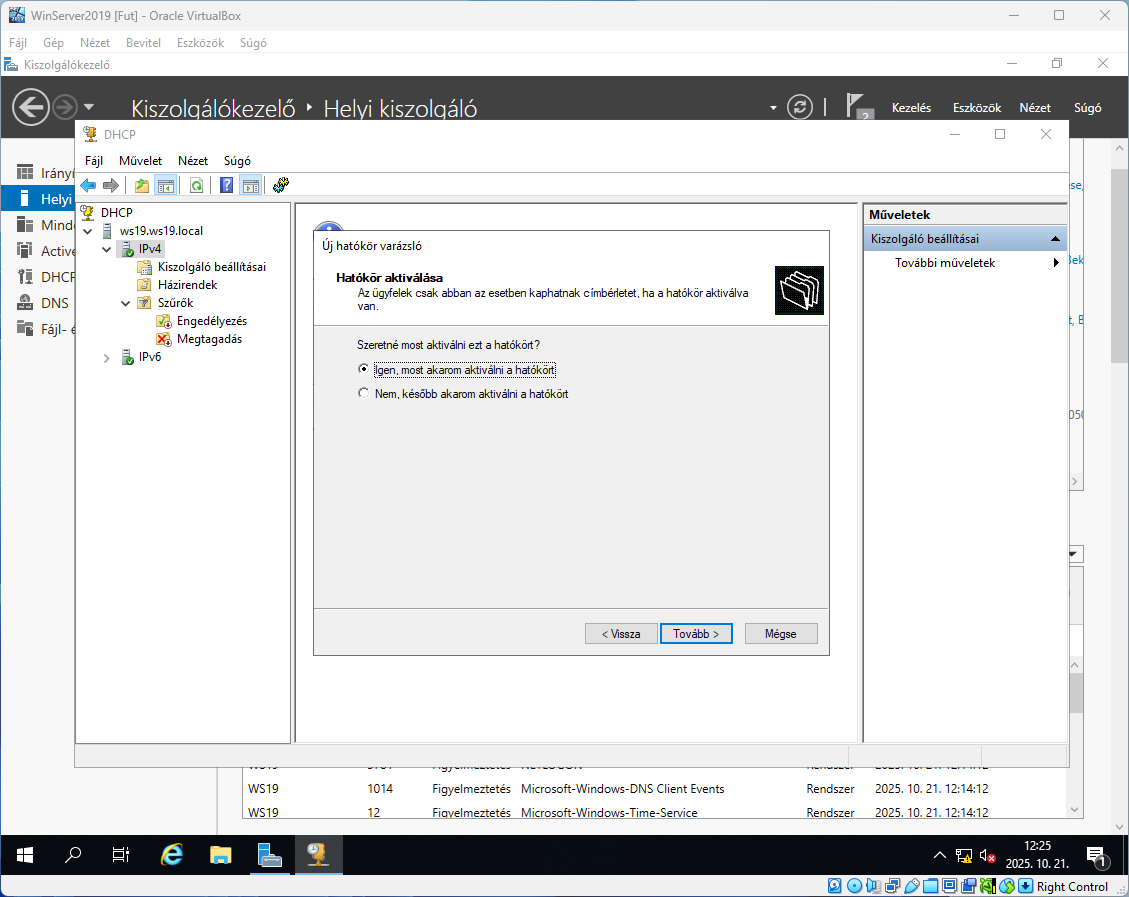 WinServer2019 [Fut] - Oracle VirtualBox
Fájl Gép Nézet Bevitel Eszközök Súgó
Kiszolgálókezelő
Kiszolgálókezelő Helyi kiszolgáló
Kezelés Eszközök Nézet Súgó
DHCP
Fájl Művelet Nézet Súgó
Helyi
DHCP
DNS
Fájl- é
DHCP
ws19.ws19.local
IPv4
Kiszolgáló beállításai
Házirendek
Szűrők
Engedélyezés
Megtagadás
IPv6
Új hatókör varázsló
Hatókör aktiválása
Az ügyfelek csak abban az esetben kaphatnak címbérletet, ha a hatókör aktiválva
van.
Szeretné most aktiválni ezt a hatókört?
Igen, most akarom aktiválni a hatókört
Nem, később akarom aktiválni a hatókört
< Vissza Tovább > Mégse
Műveletek
Kiszolgáló beállításai
További műveletek
WS19 1014 Figyelmeztetés Microsoft-Windows-DNS Client Events Rendszer 2025. 10. 21. 12:14:12
WS19 12 Figyelmeztetés Microsoft-Windows-Time-Service Rendszer 2025. 10. 21. 12:14:12
12:25
2025. 10. 21.
1
Right Control